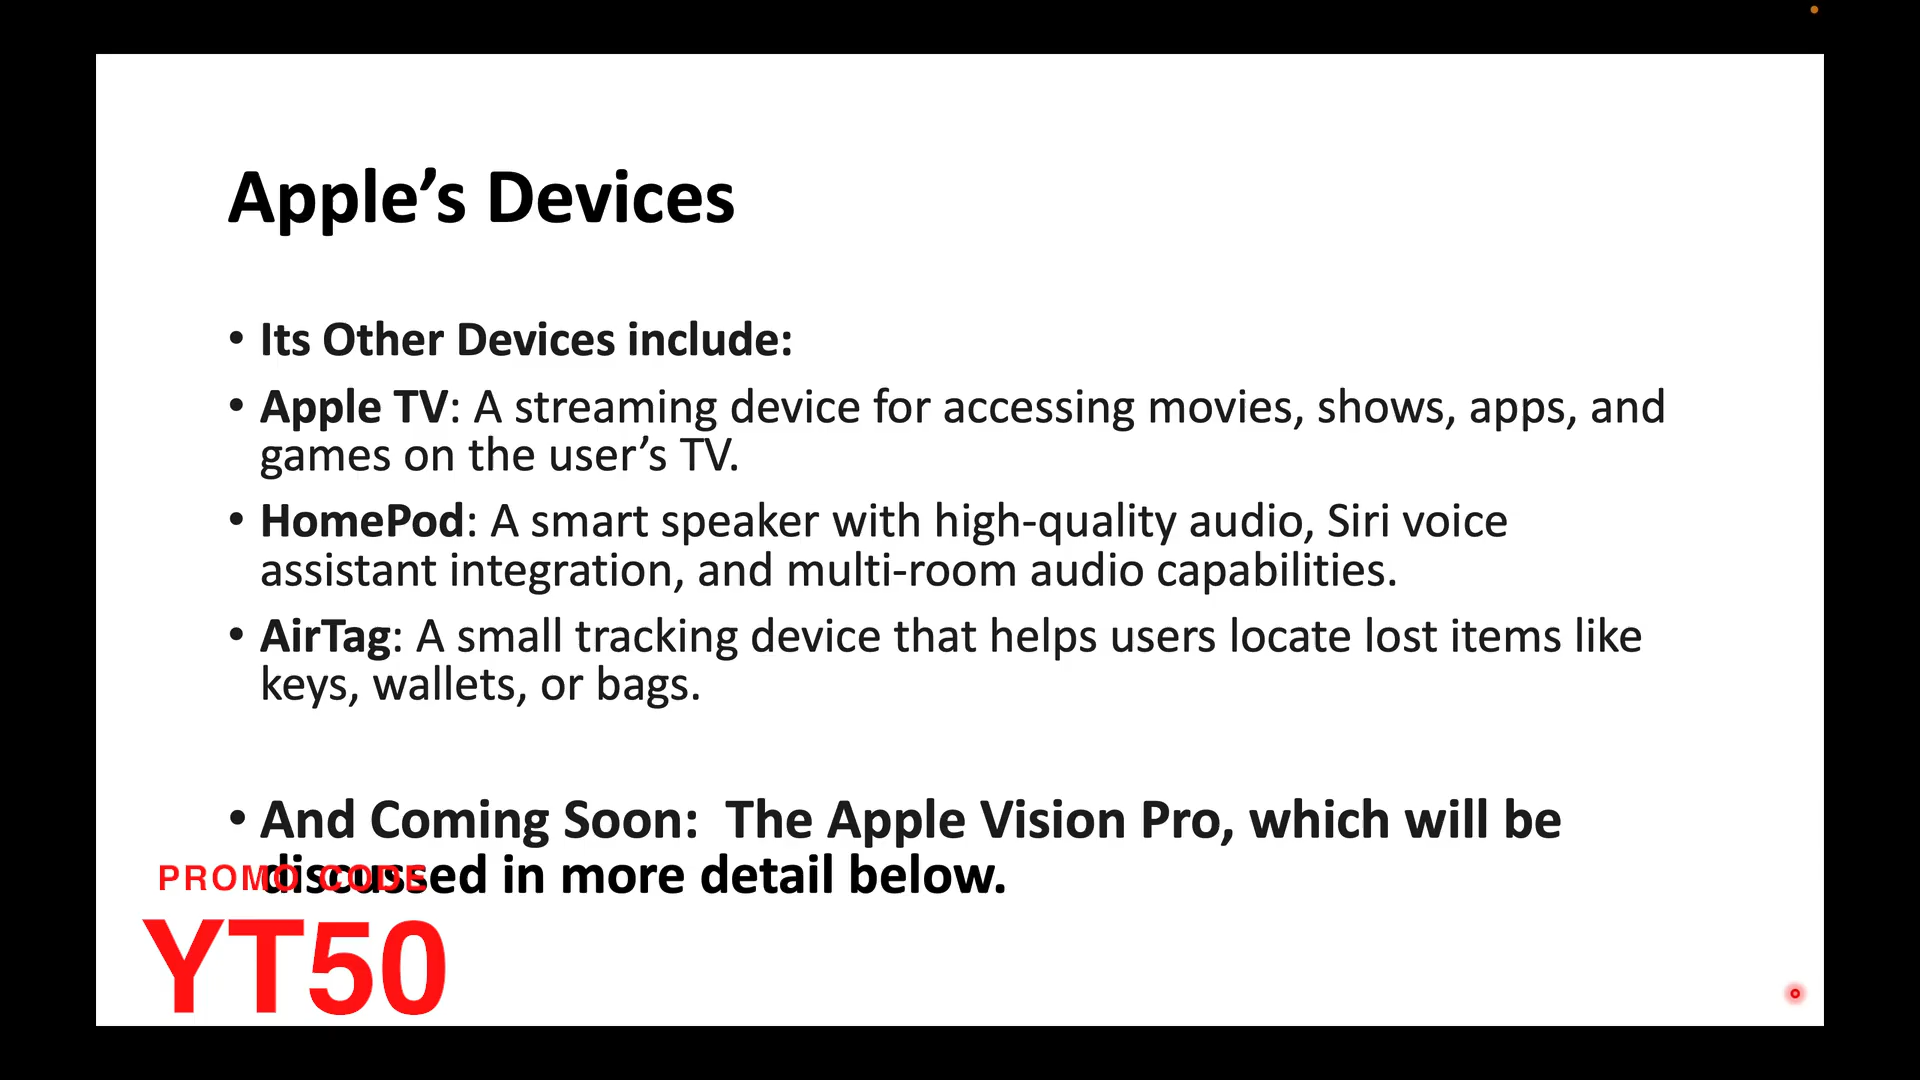 Apple’s Devices
• Its Other Devices include:
• Apple TV: A streaming device for accessing movies, shows, apps, and
games on the user’s TV.
• HomePod: A smart speaker with high-quality audio, Siri voice
assistant integration, and multi-room audio capabilities.
• AirTag: A small tracking device that helps users locate lost items like
keys, wallets, or bags.
• And Coming Soon:  The Apple Vision Pro, which will be
discussed in more detail below.
PROMO CODE
YT50